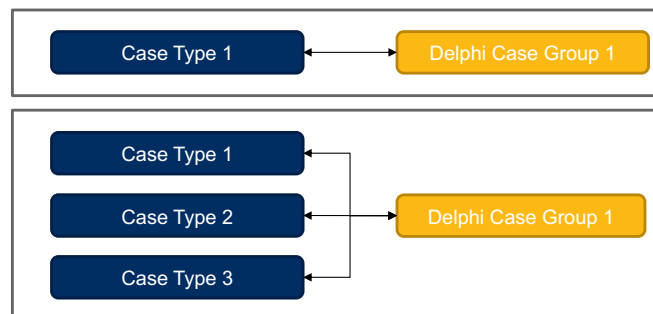 Case Type 1
Delphi Case Group 1
Case Type 1
Case Type 2
Delphi Case Group 1
Case Type 3